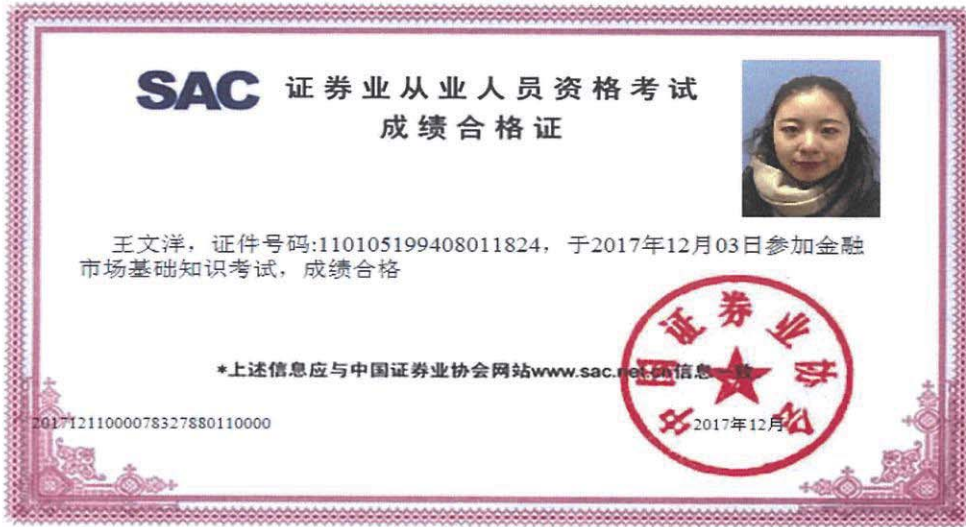 SAC 证券业从业人员资格考试
成绩合格证
王文洋，证件号码:110105199408011824，于2017年12月03日参加金融
市场基础知识考试，成绩合格
中国证券业协会
*上述信息应与中国证券业协会网站www.sac.net.cn信息一致
20171211000078327880110000
2017年12月